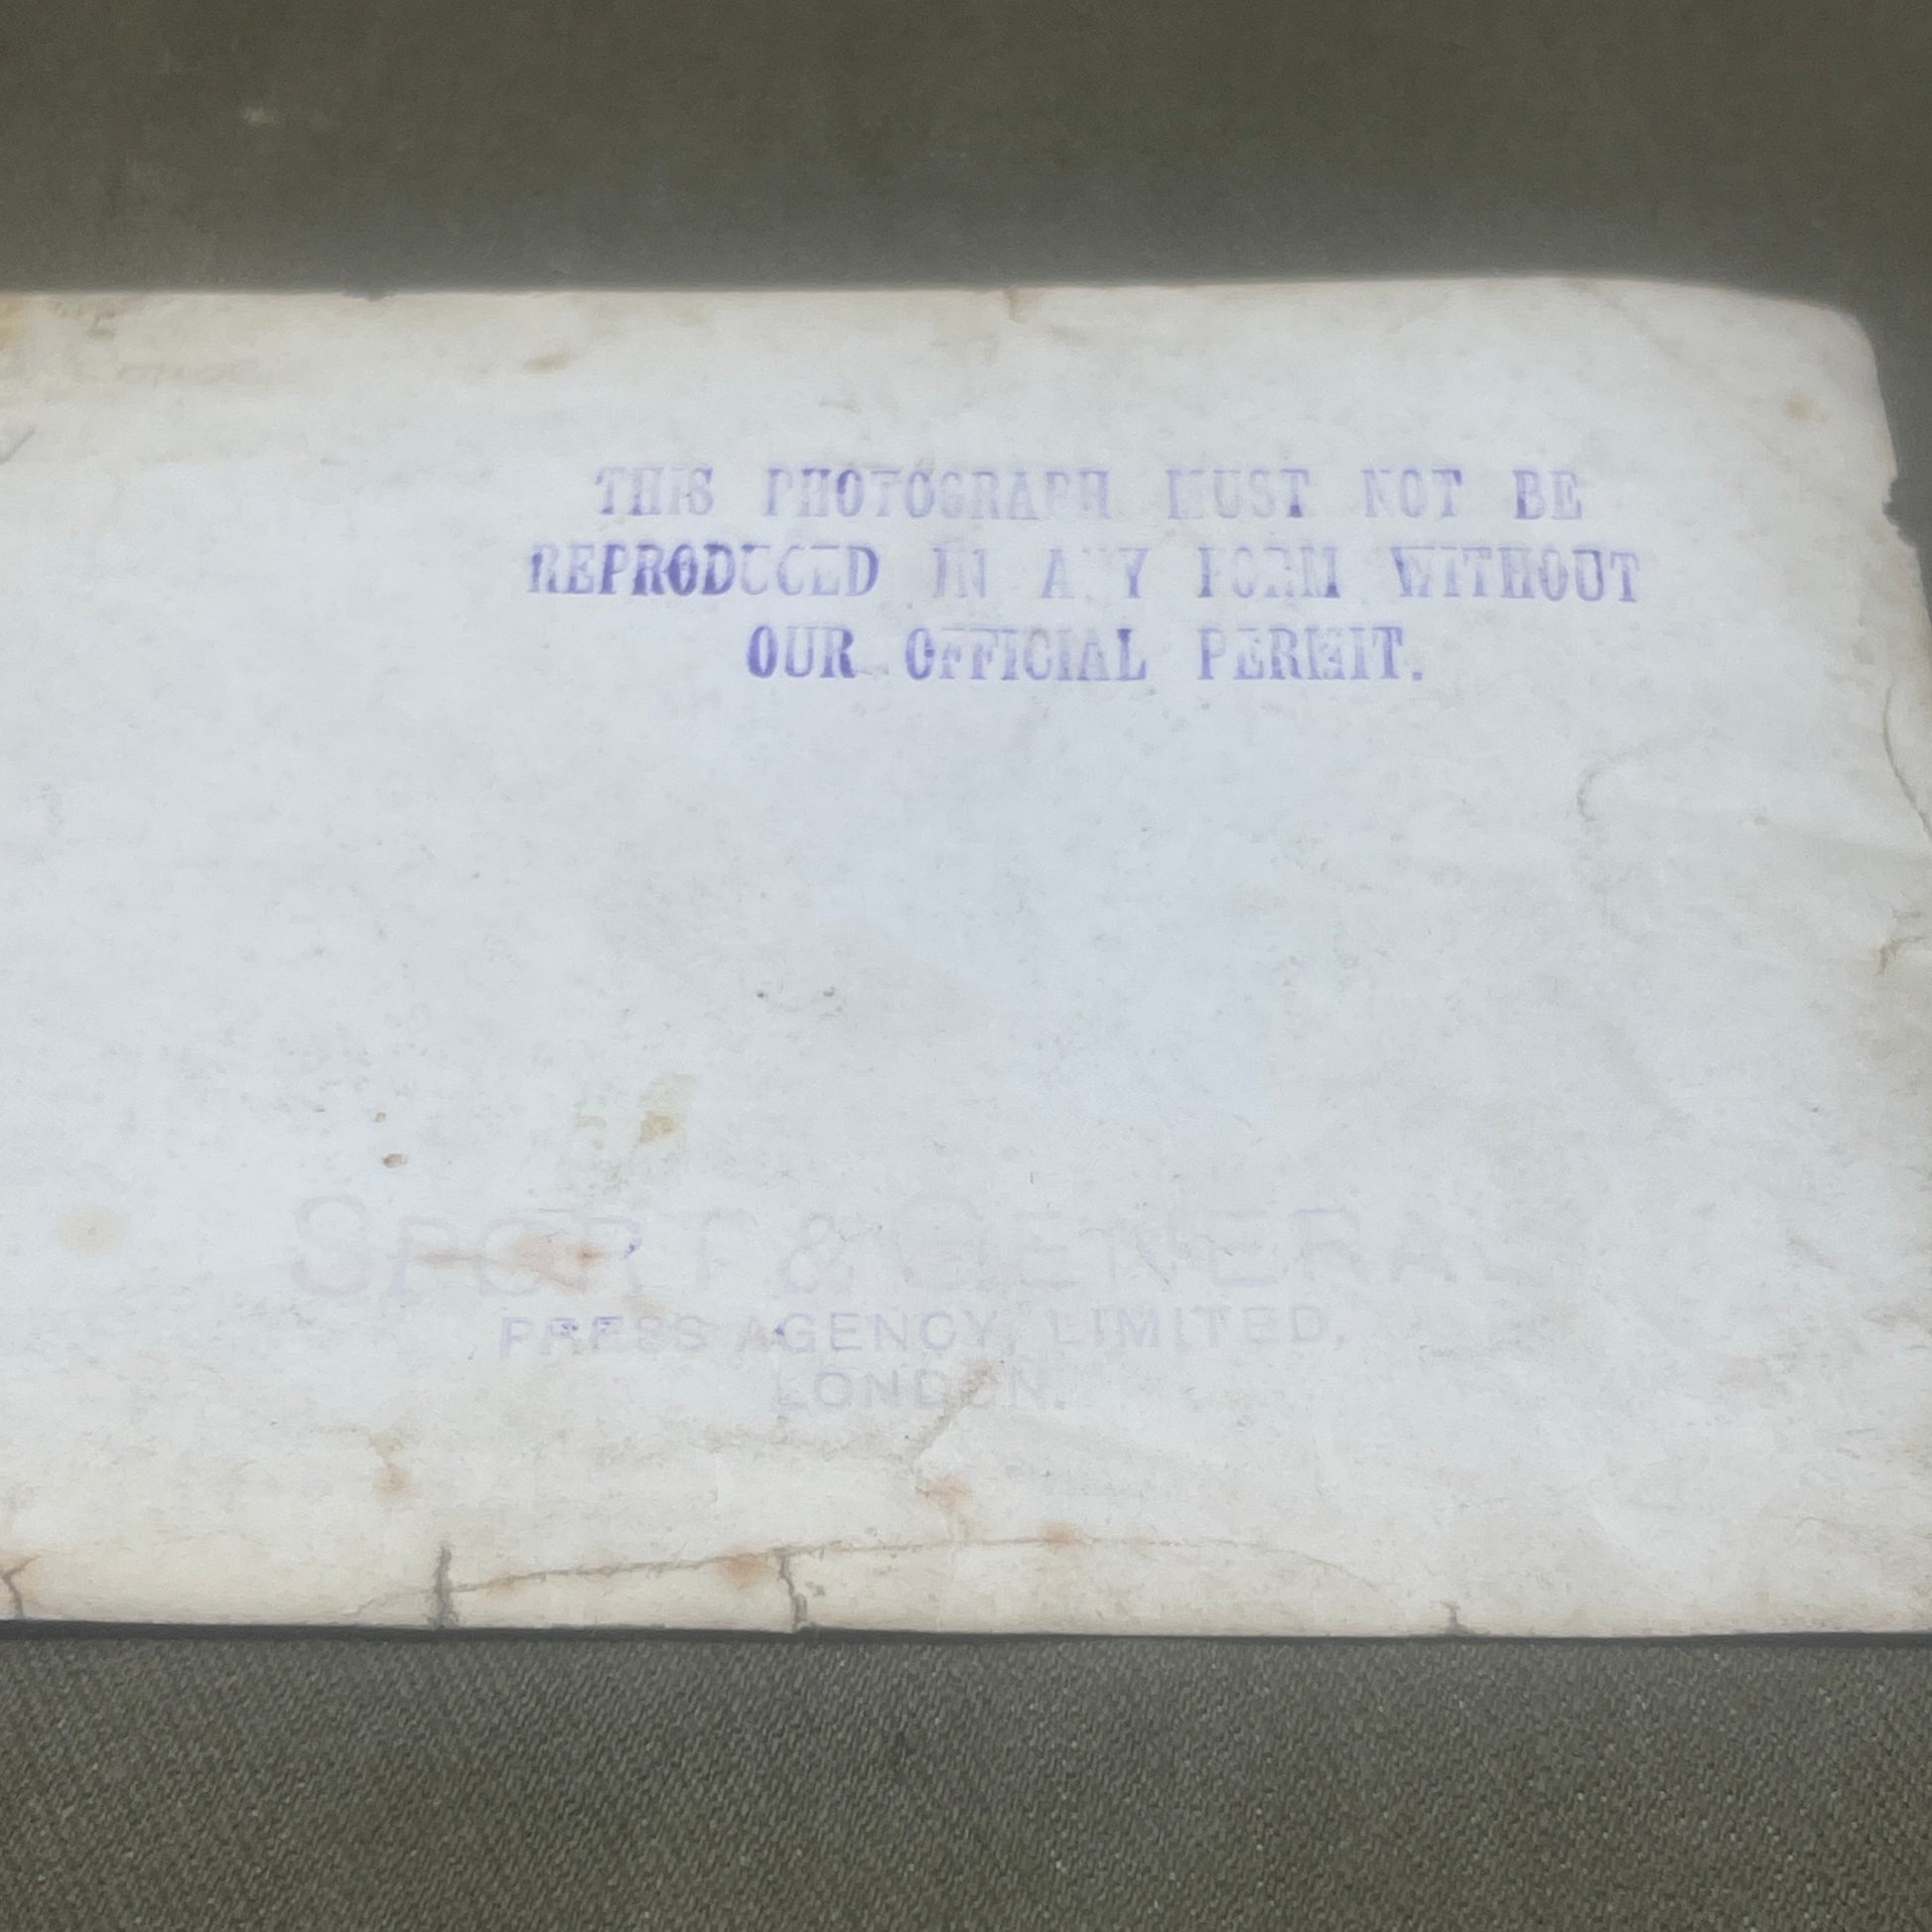 THIS PHOTOGRAPH MUST NOT BE
REPRODUCED IN ANY FORM WITHOUT
OUR OFFICIAL PERMIT.
SPORT & GENERAL
PRESS AGENCY, LIMITED,
LONDON.